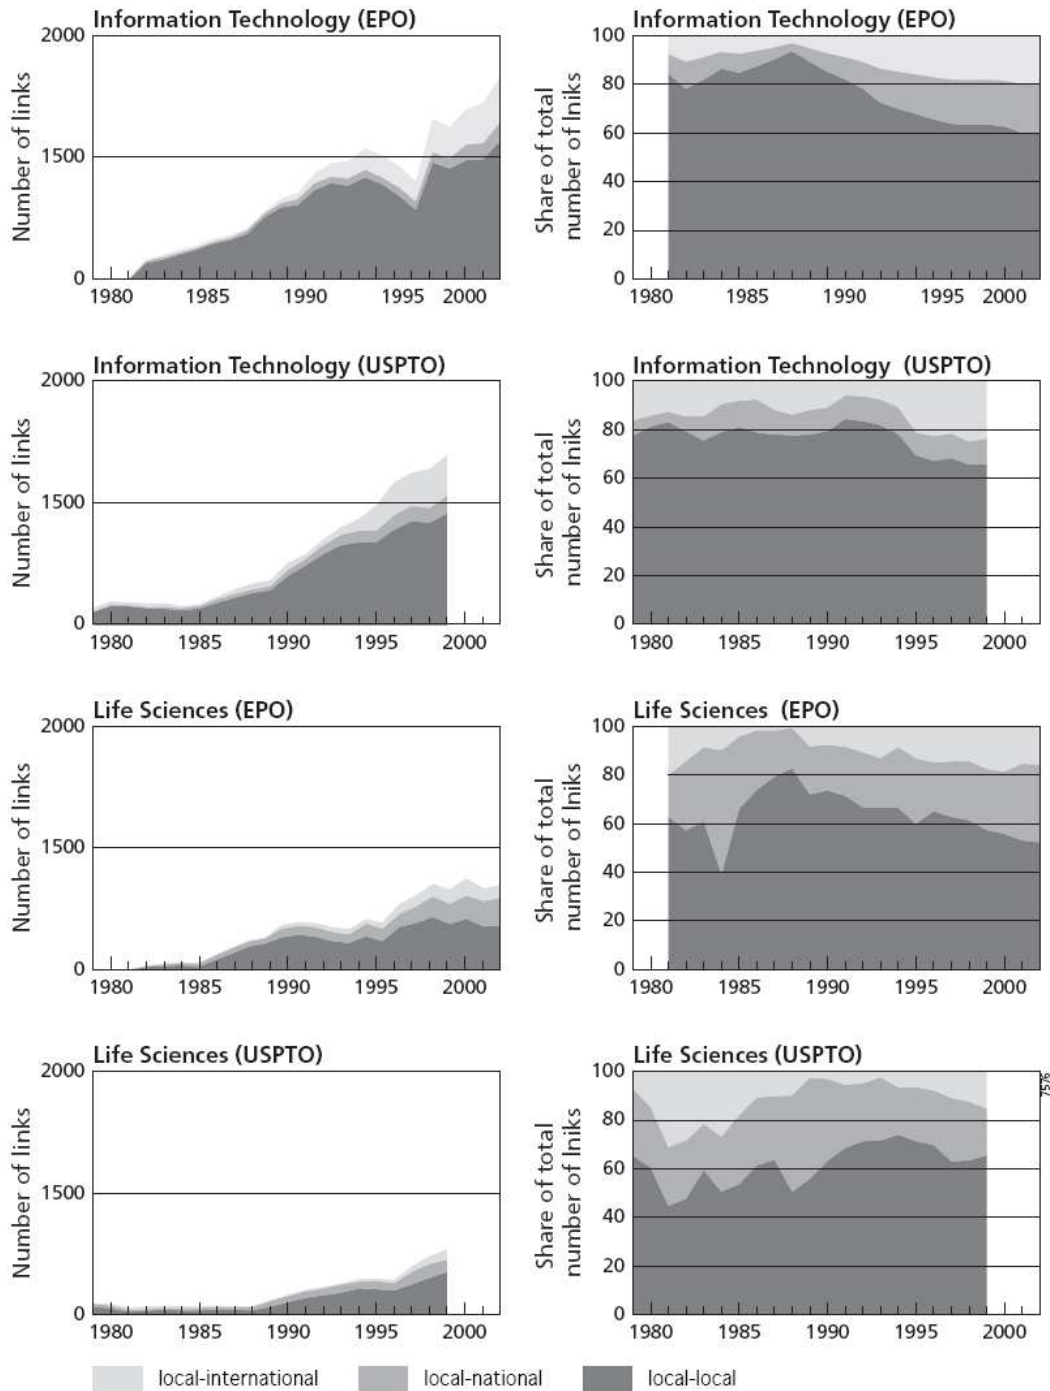 Information Technology (EPO)
Number of links
2000
1500
0
1980 1985 1990 1995 2000
Information Technology (EPO)
Share of total
number of lniks
100
80
60
40
20
0
1980 1985 1990 1995 2000
Information Technology (USPTO)
Number of links
2000
1500
0
1980 1985 1990 1995 2000
Information Technology (USPTO)
Share of total
number of lniks
100
80
60
40
20
0
1980 1985 1990 1995 2000
Life Sciences (EPO)
Number of links
2000
1500
0
1980 1985 1990 1995 2000
Life Sciences (EPO)
Share of total
number of lniks
100
80
60
40
20
0
1980 1985 1990 1995 2000
Life Sciences (USPTO)
Number of links
2000
1500
0
1980 1985 1990 1995 2000
Life Sciences (USPTO)
Share of total
number of lniks
100
80
60
40
20
0
1980 1985 1990 1995 2000
7576
local-international local-national local-local